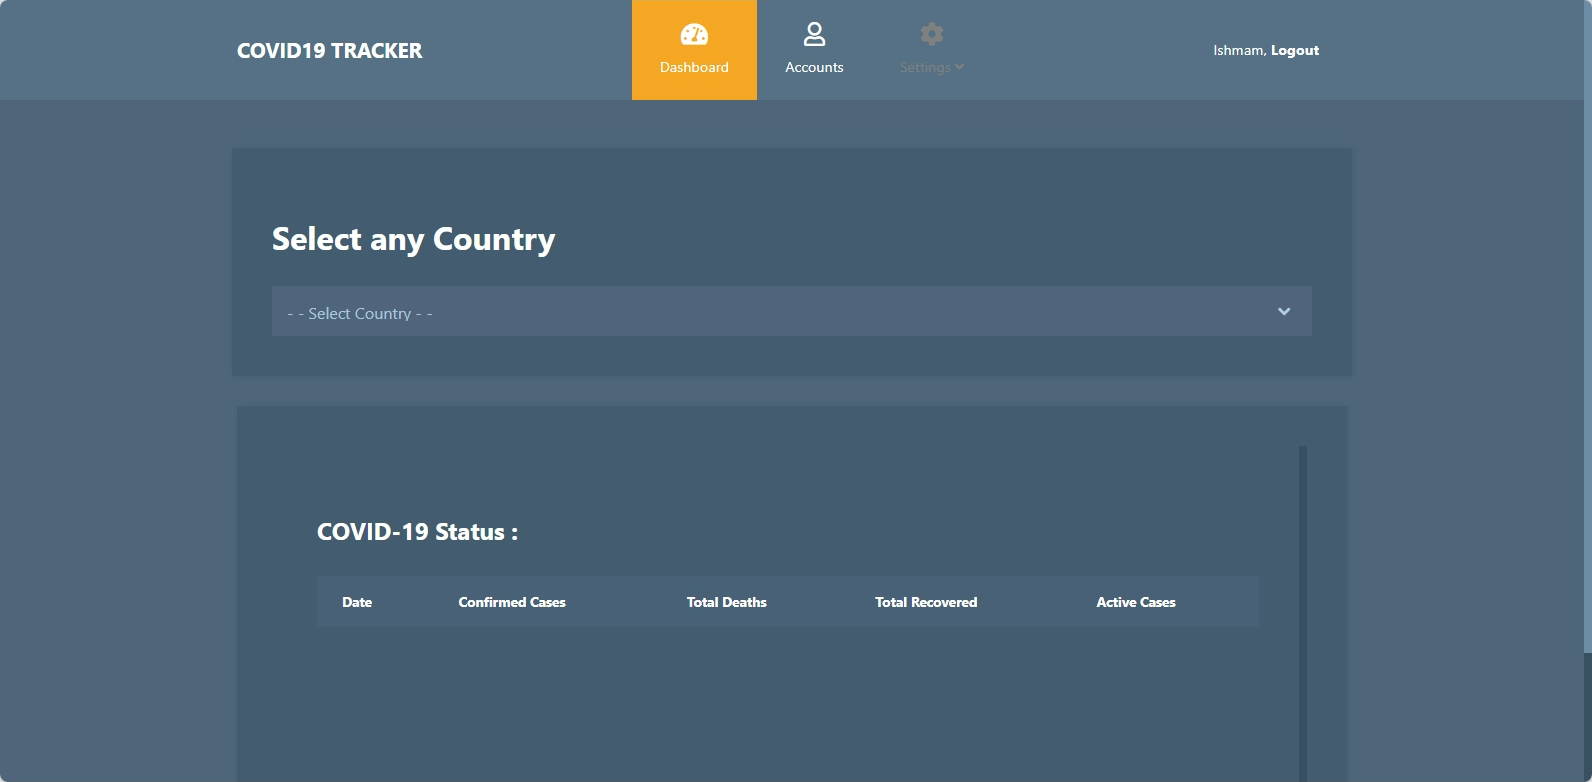 COVID19 TRACKER
Dashboard
Accounts
Settings
Ishmam, Logout
Select any Country
- - Select Country - -
COVID-19 Status :
Date Confirmed Cases Total Deaths Total Recovered Active Cases